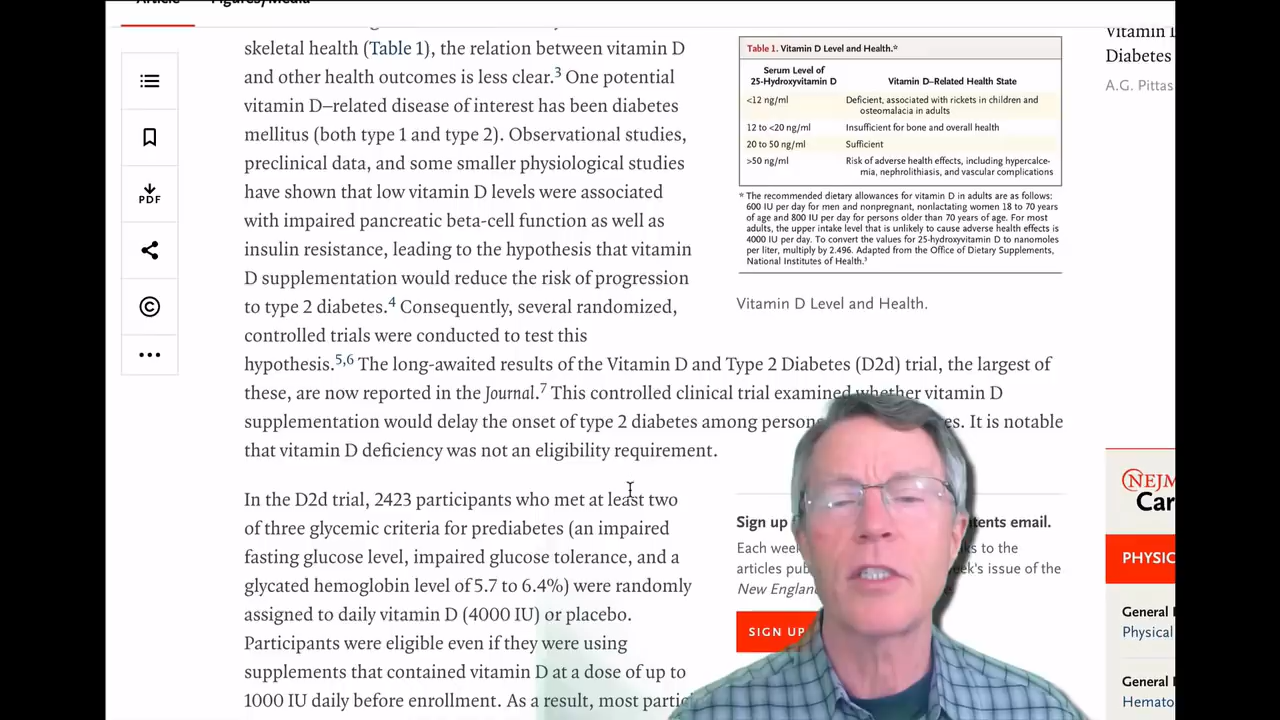 skeletal health (Table 1), the relation between vitamin D
and other health outcomes is less clear.3 One potential
vitamin D–related disease of interest has been diabetes
mellitus (both type 1 and type 2). Observational studies,
preclinical data, and some smaller physiological studies
have shown that low vitamin D levels were associated
with impaired pancreatic beta-cell function as well as
insulin resistance, leading to the hypothesis that vitamin
D supplementation would reduce the risk of progression
to type 2 diabetes.4 Consequently, several randomized,
controlled trials were conducted to test this
hypothesis.5,6 The long-awaited results of the Vitamin D and Type 2 Diabetes (D2d) trial, the largest of
these, are now reported in the Journal.7 This controlled clinical trial examined whether vitamin D
supplementation would delay the onset of type 2 diabetes among
It is notable
that vitamin D deficiency was not an eligibility requirement.
In the D2d trial, 2423 participants who met at least two
of three glycemic criteria for prediabetes (an impaired
fasting glucose level, impaired glucose tolerance, and a
glycated hemoglobin level of 5.7 to 6.4%) were randomly
assigned to daily vitamin D (4000 IU) or placebo.
Participants were eligible even if they were using
supplements that contained vitamin D at a dose of up to
1000 IU daily before enrollment. As a result, most
PDF
Table 1. Vitamin D Level and Health.*
Serum Level of
25-Hydroxyvitamin D
Vitamin D–Related Health State
<12 ng/ml
Deficient, associated with rickets in children and
osteomalacia in adults
12 to <20 ng/ml
Insufficient for bone and overall health
20 to 50 ng/ml
Sufficient
>50 ng/ml
Risk of adverse health effects, including hypercalce-
mia, nephrolithiasis, and vascular complications
* The recommended dietary allowances for vitamin D in adults are as follows:
600 IU per day for men and nonpregnant, nonlactating women 18 to 70 years
of age and 800 IU per day for persons older than 70 years of age. For most
adults, the upper intake level that is unlikely to cause adverse health effects is
4000 IU per day. To convert the values for 25-hydroxyvitamin D to nanomoles
per liter, multiply by 2.496. Adapted from the Office of Dietary Supplements,
National Institutes of Health.3
Vitamin D Level and Health.
Sign up
email.
Each
to the
articles
issue of the
New England
SIGN UP
Vitamin
Diabetes
A.G. Pittas
NEJM
PHYSIC
General
Physical
General
Hemato